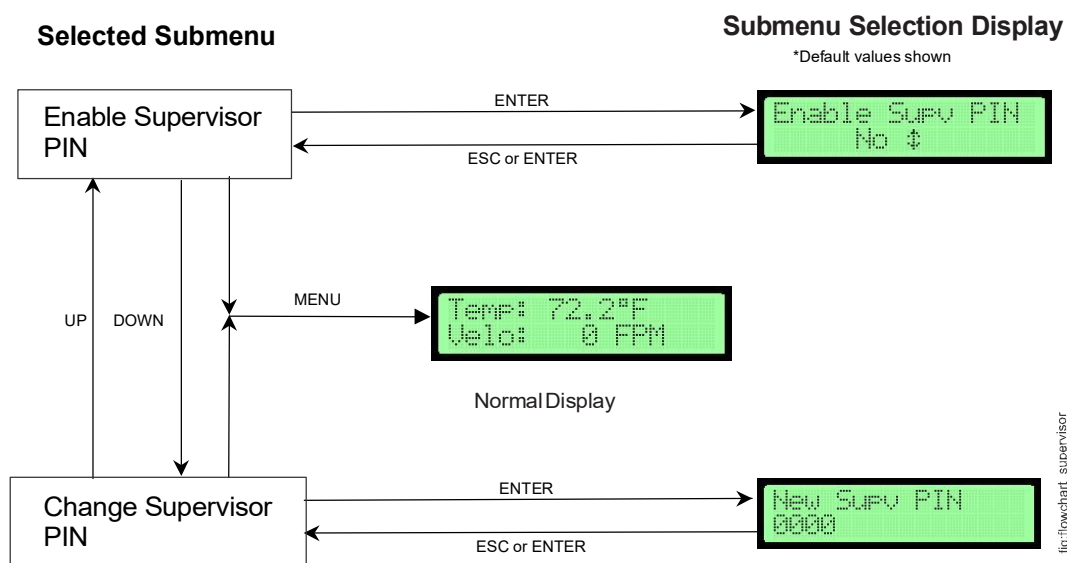 Selected Submenu
Submenu Selection Display
*Default values shown
Enable Supervisor
PIN
ENTER
ESC or ENTER
Enable Supv PIN
No ↕
UP
DOWN
MENU
Temp: 72.2°F
Velo: 0 FPM
Normal Display
Change Supervisor
PIN
ENTER
ESC or ENTER
New Supv PIN
0000
fig:flowchart_supervisor